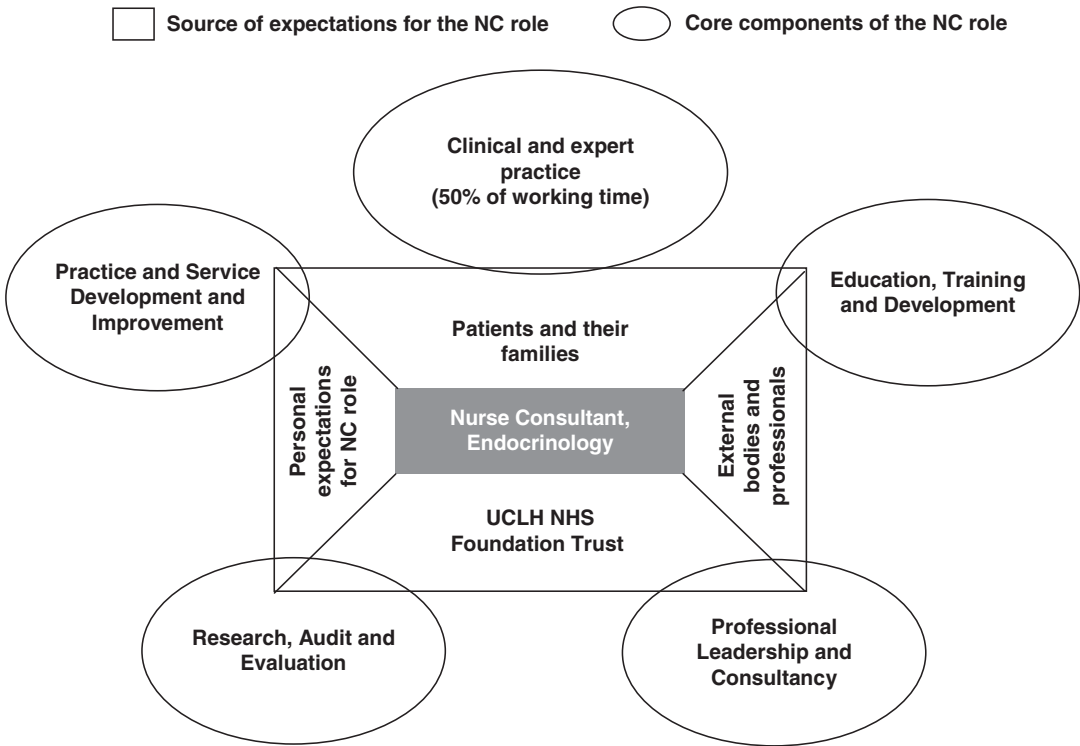 Source of expectations for the NC role
Core components of the NC role
Clinical and expert
practice
(50% of working time)
Practice and Service
Development and
Improvement
Education, Training
and Development
Patients and their
families
Personal
expectations
for NC role
Nurse Consultant,
Endocrinology
External
bodies and
professionals
UCLH NHS
Foundation Trust
Research, Audit and
Evaluation
Professional
Leadership and
Consultancy